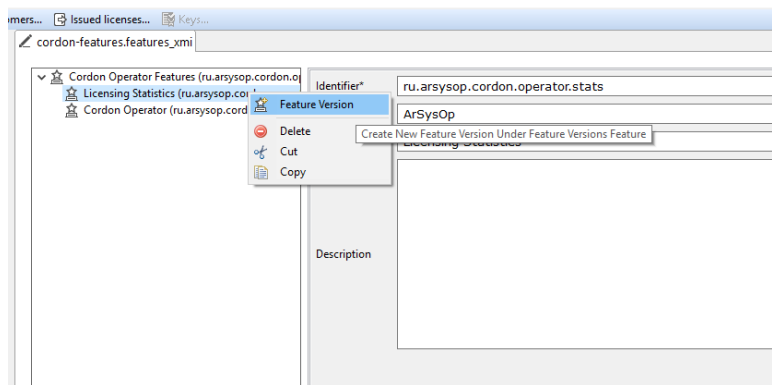 omers... Issued licenses... Keys...
cordon-features.features_xmi
Cordon Operator Features (ru.arsysop.cordon.op
Licensing Statistics (ru.arsysop.cor
Cordon Operator (ru.arsysop.cord
Feature Version
Delete
Cut
Copy
Create New Feature Version Under Feature Versions Feature
Identifier*
ru.arsysop.cordon.operator.stats
ArSysOp
Licensing Statistics
Description